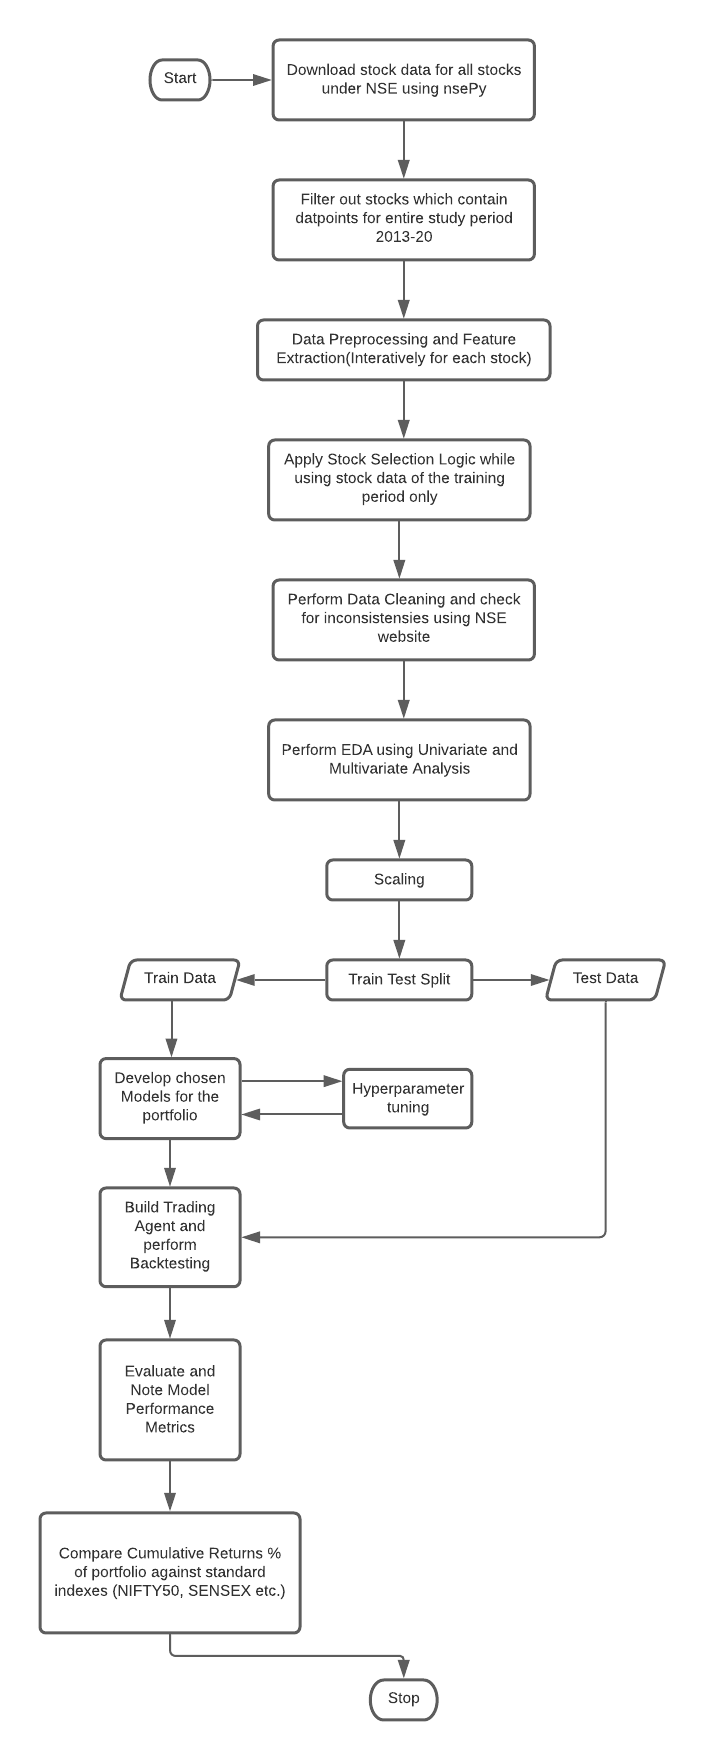 Start
Download stock data for all stocks
under NSE using nsePy
Filter out stocks which contain
datpoints for entire study period
2013-20
Data Preprocessing and Feature
Extraction(Interatively for each stock)
Apply Stock Selection Logic while
using stock data of the training
period only
Perform Data Cleaning and check
for inconsistensies using NSE
website
Perform EDA using Univariate and
Multivariate Analysis
Scaling
Train Data
Train Test Split
Test Data
Develop chosen
Models for the
portfolio
Hyperparameter
tuning
Build Trading
Agent and
perform
Backtesting
Evaluate and
Note Model
Performance
Metrics
Compare Cumulative Returns %
of portfolio against standard
indexes (NIFTY50, SENSEX etc.)
Stop